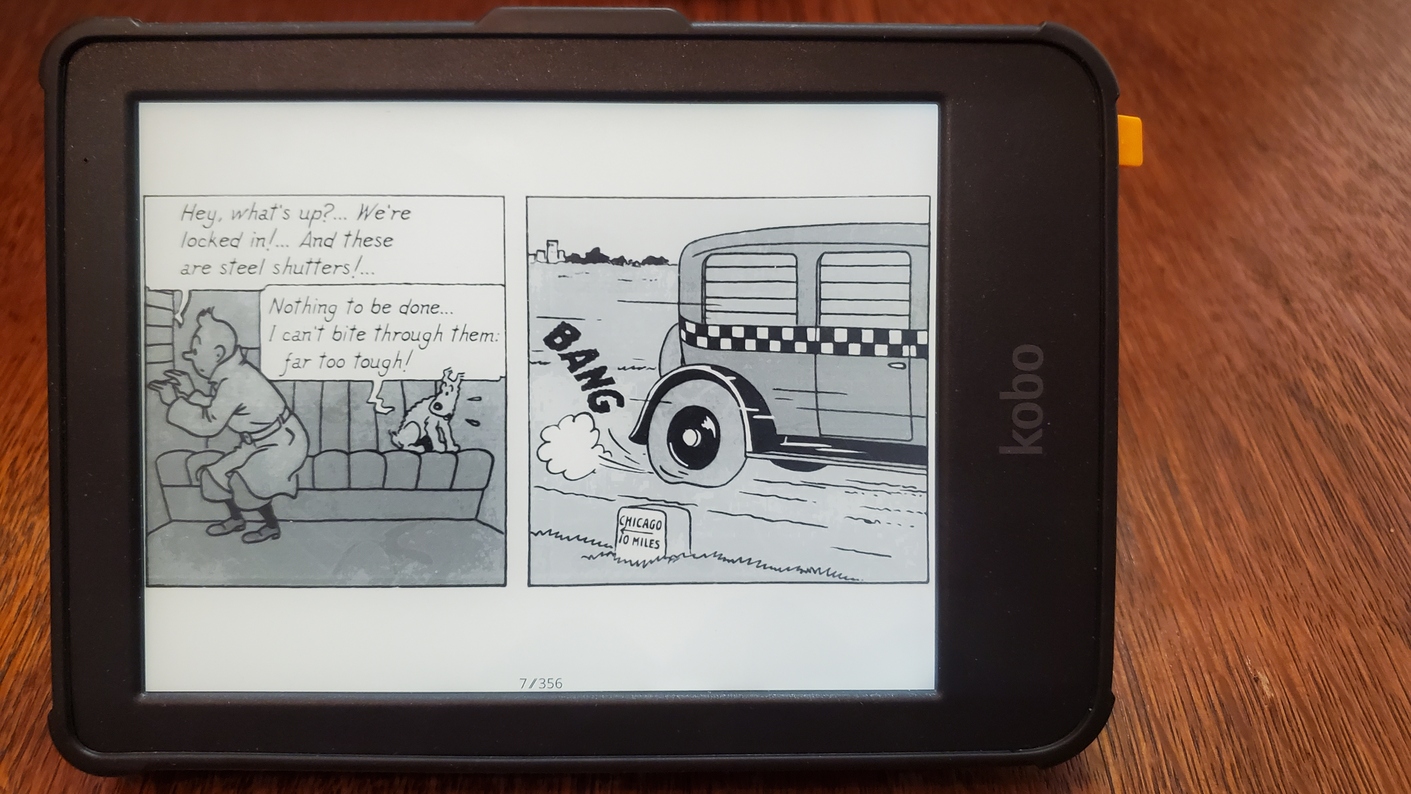 Hey, what's up?... We're
locked in!... And these
are steel shutters!...
Nothing to be done...
I can't bite through them:
far too tough!
BANG
CHICAGO
10 MILES
7/356
kobo